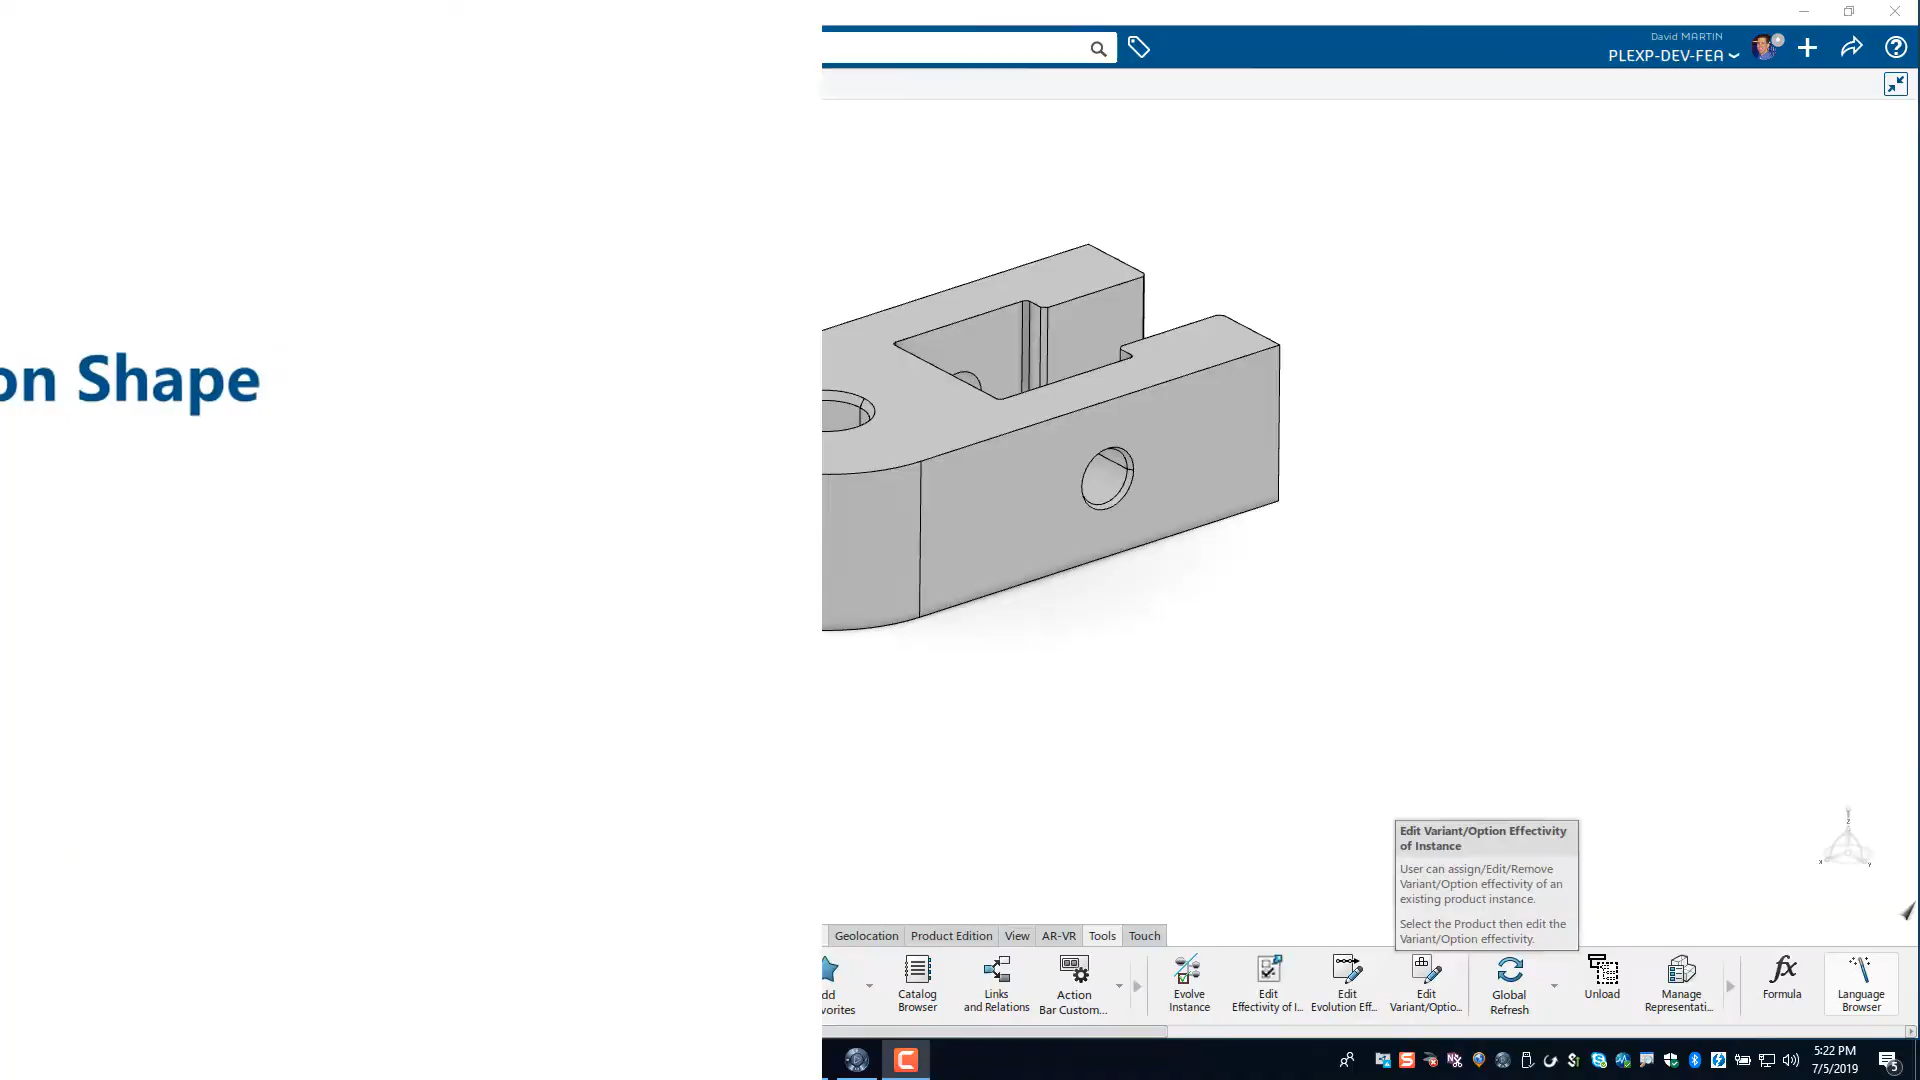 David MARTIN
PLEXP-DEV-FEA
on Shape
z
x
y
Edit Variant/Option Effectivity
of Instance
User can assign/Edit/Remove
Variant/Option effectivity of an
existing product instance.
Select the Product then edit the
Variant/Option effectivity.
Geolocation Product Edition View AR-VR Tools Touch
dd
vorites
Catalog
Browser
Links
and Relations
Action
Bar Custom...
Evolve
Instance
Edit
Effectivity of I...
Edit
Evolution Eff...
Edit
Variant/Optio...
Global
Refresh
Unload
Manage
Representati...
fx
Formula
Language
Browser
5:22 PM
7/5/2019
5